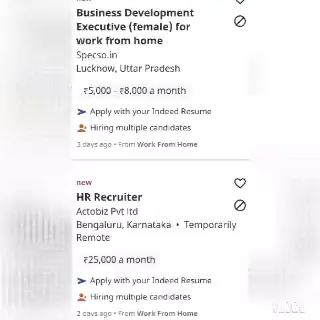 new
Business Development
Executive (female) for
work from home
Specso.in
Lucknow, Uttar Pradesh
₹5,000 - ₹8,000 a month
Apply with your Indeed Resume
Hiring multiple candidates
3 days ago • From Work From Home
new
HR Recruiter
Actobiz Pvt ltd
Bengaluru, Karnataka • Temporarily
Remote
₹25,000 a month
Apply with your Indeed Resume
Hiring multiple candidates
2 days ago • From Work From Home